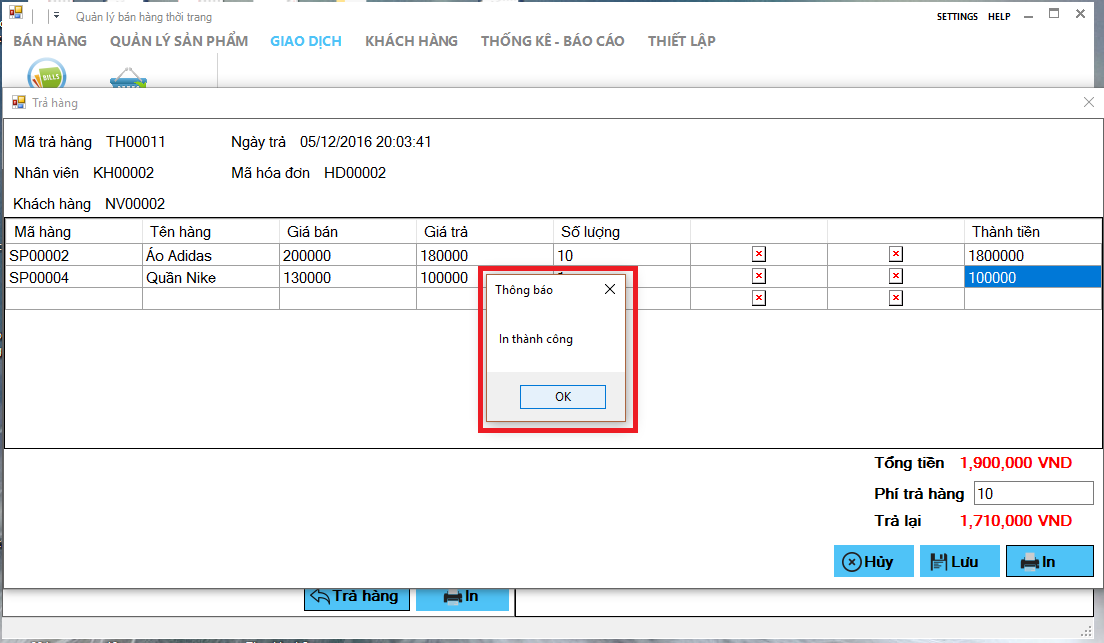 Quản lý bán hàng thời trang
SETTINGS HELP
BÁN HÀNG QUẢN LÝ SẢN PHẨM GIAO DỊCH KHÁCH HÀNG THỐNG KÊ - BÁO CÁO THIẾT LẬP
BILLS
Trả hàng
Mã trả hàng TH00011 Ngày trả 05/12/2016 20:03:41
Nhân viên KH00002 Mã hóa đơn HD00002
Khách hàng NV00002
Mã hàng Tên hàng Giá bán Giá trả Số lượng Thành tiền
SP00002 Áo Adidas 200000 180000 10 1800000
SP00004 Quần Nike 130000 100000 100000
Thông báo
In thành công
OK
Tổng tiền 1,900,000 VND
Phí trả hàng 10
Trả lại 1,710,000 VND
Hủy Lưu In
Trả hàng In